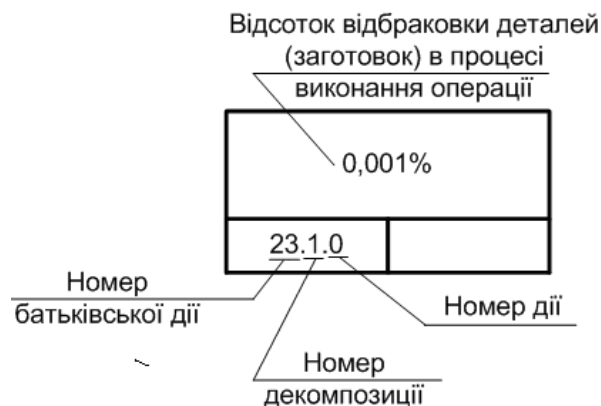 Відсоток відбраковки деталей
(заготовок) в процесі
виконання операції
0,001%
23.1.0
Номер
батьківської дії
Номер дії
Номер
декомпозиції